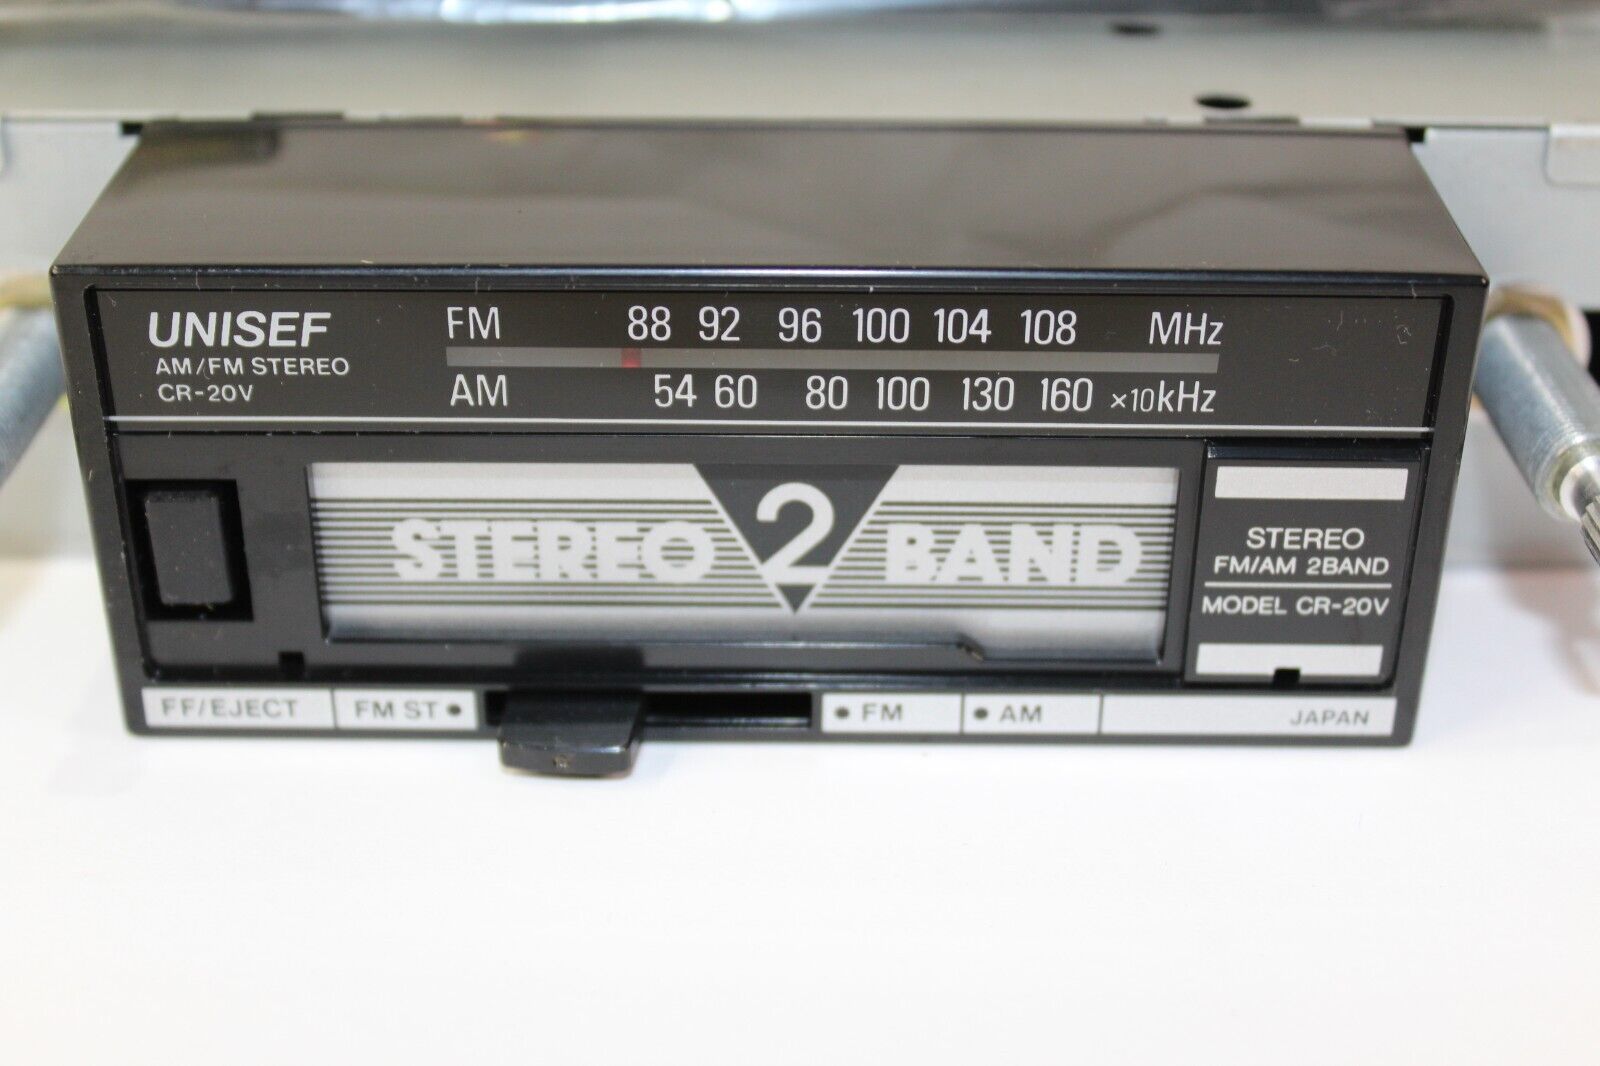 UNISEF
AM/FM STEREO
CR-20V
FM 88 92 96 100 104 108 MHz
AM 54 60 80 100 130 160 ×10kHz
STEREO 2 BAND
STEREO
FM/AM 2BAND
MODEL CR-20V
FF/EJECT FM ST • • FM • AM JAPAN